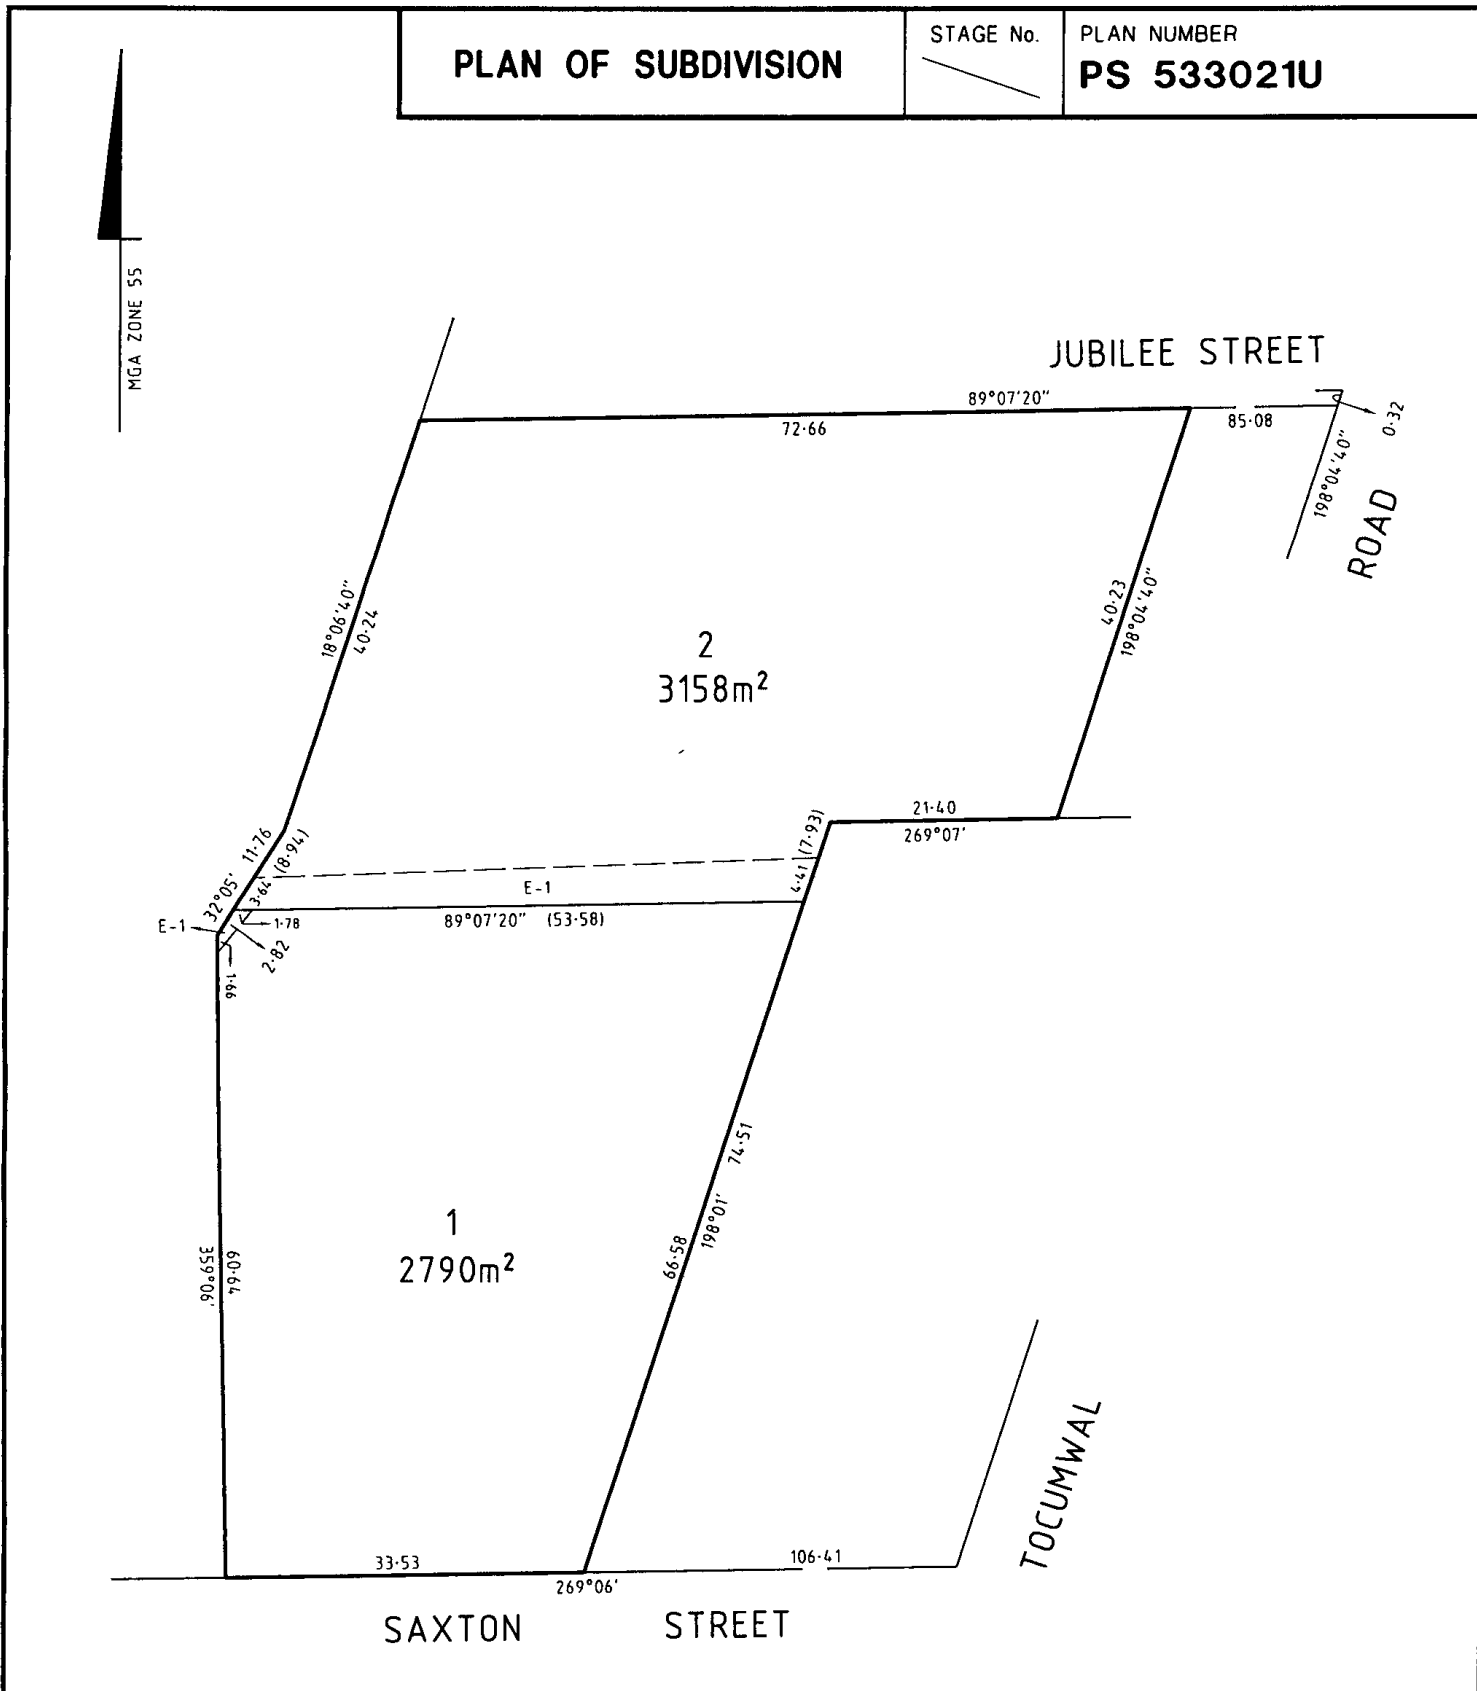 PLAN OF SUBDIVISION
STAGE No.
PLAN NUMBER
PS 533021U
MGA ZONE 55
JUBILEE STREET
89°07'20"
72·66
85·08
0·32
198°04'40"
ROAD
18°06'40"
40·24
40·23
198°04'40"
2
3158m²
21·40
269°07'
11·76
(8·94)
32°05'
3·64
4·41 (7·93)
E-1
E-1
1·78
89°07'20" (53·58)
2·82
1·66
74·51
198°01'
66·58
1
2790m²
359°06'
60·64
TOCUMWAL
33·53
106·41
269°06'
SAXTON STREET